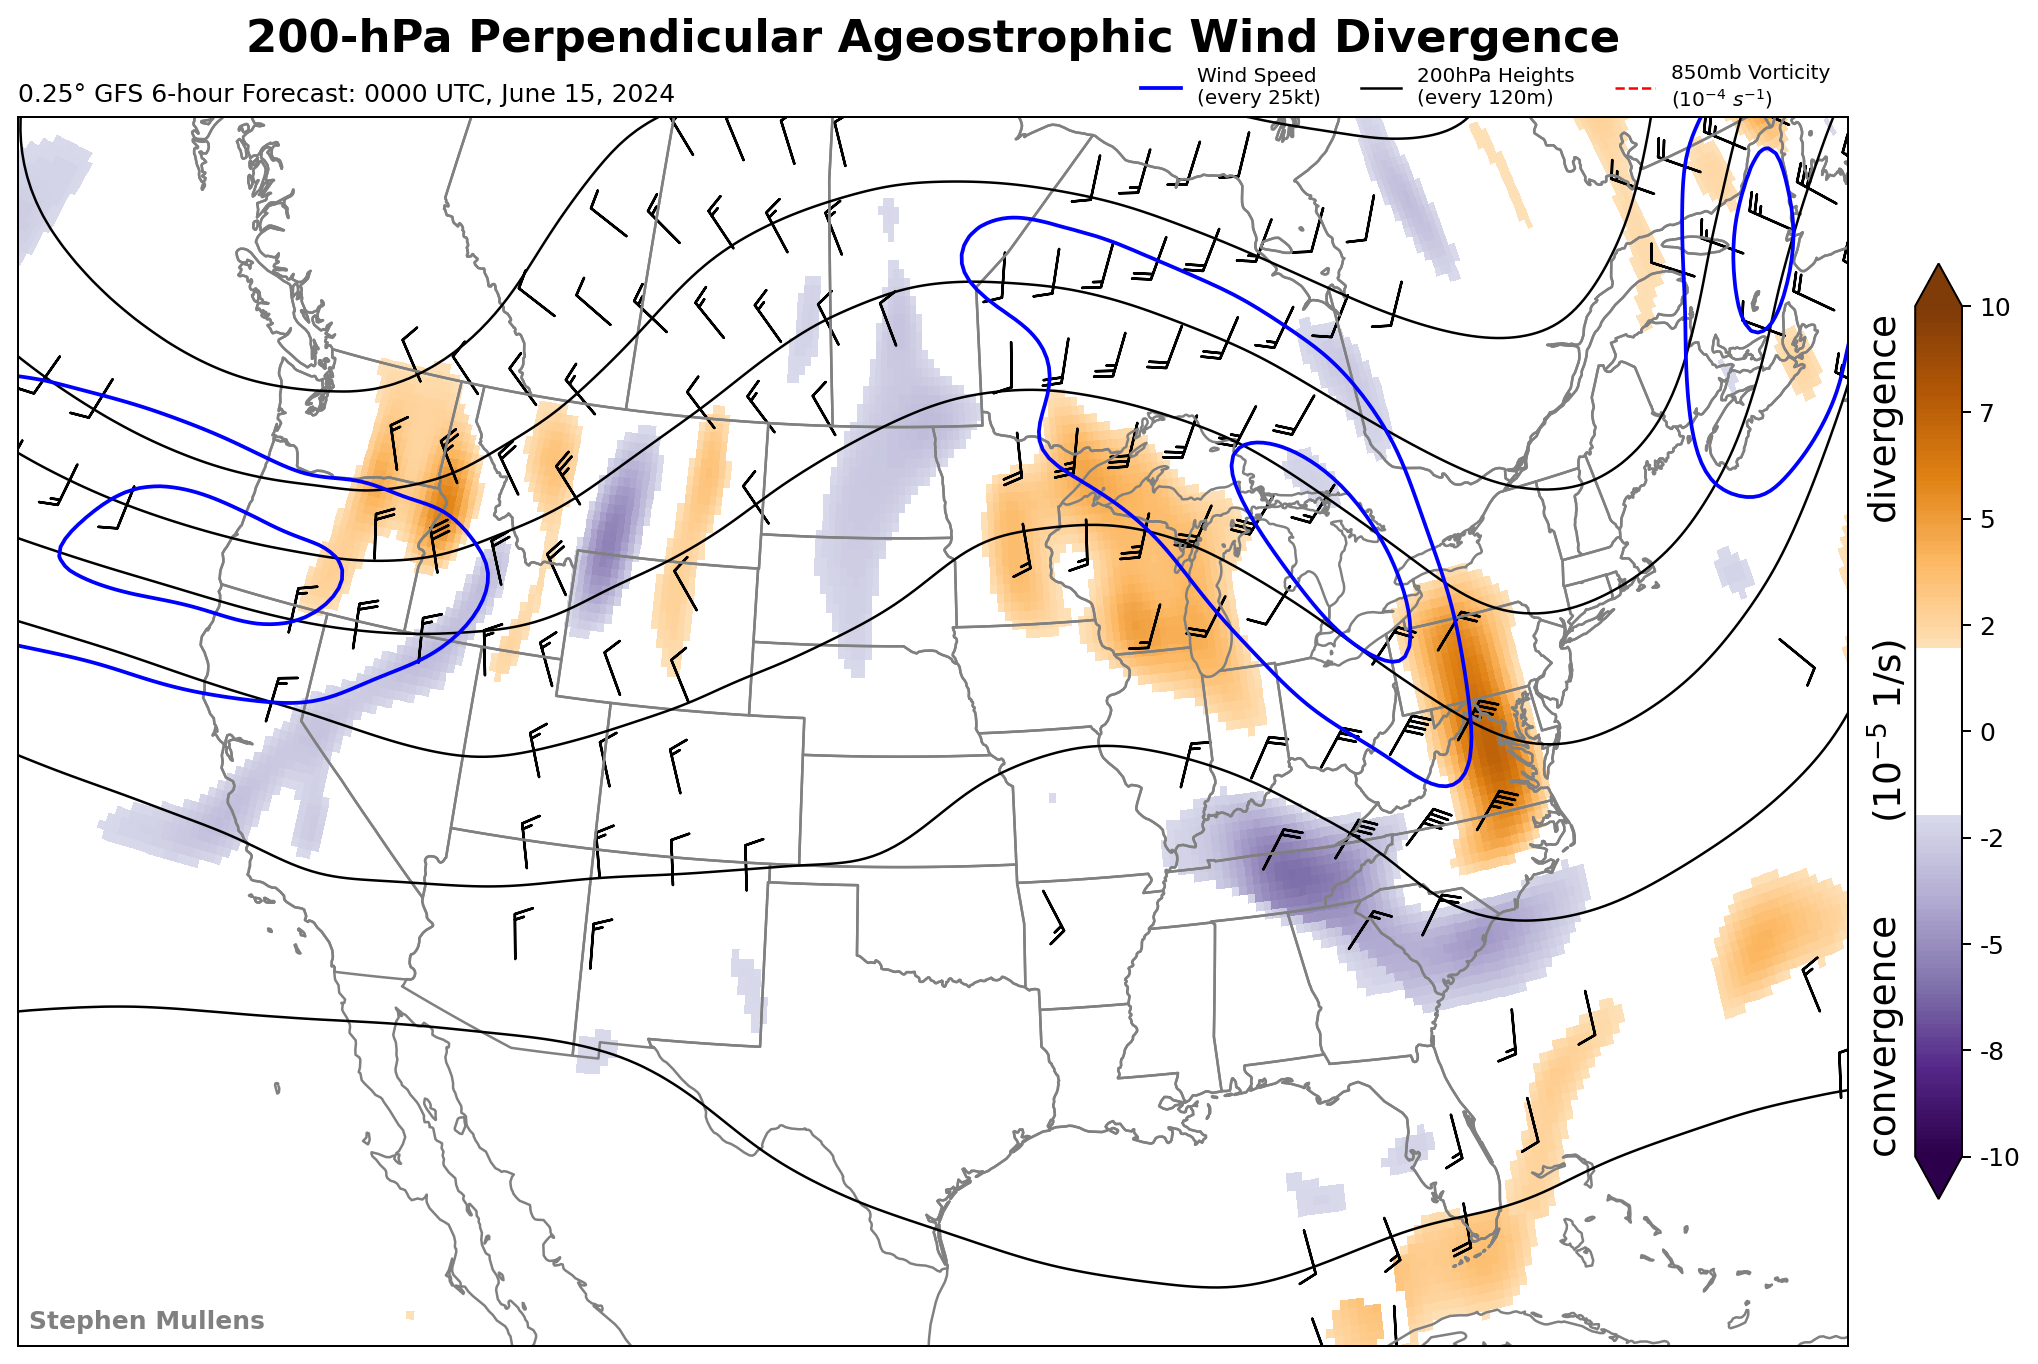 200-hPa Perpendicular Ageostrophic Wind Divergence
0.25° GFS 6-hour Forecast: 0000 UTC, June 15, 2024
Wind Speed
(every 25kt)
200hPa Heights
(every 120m)
850mb Vorticity
(10⁻⁴ s⁻¹)
10
7
5
2
0
-2
-5
-8
-10
convergence (10⁻⁵ 1/s) divergence
Stephen Mullens